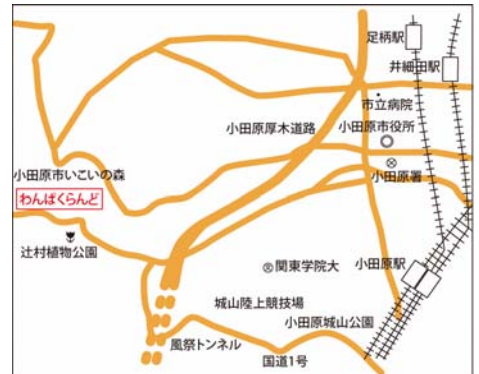 足柄駅
井細田駅
市立病院
小田原厚木道路
小田原市役所
小田原市いこいの森
小田原署
わんぱくらんど
辻村植物公園
関東学院大
小田原駅
城山陸上競技場
小田原城山公園
風祭トンネル
国道1号